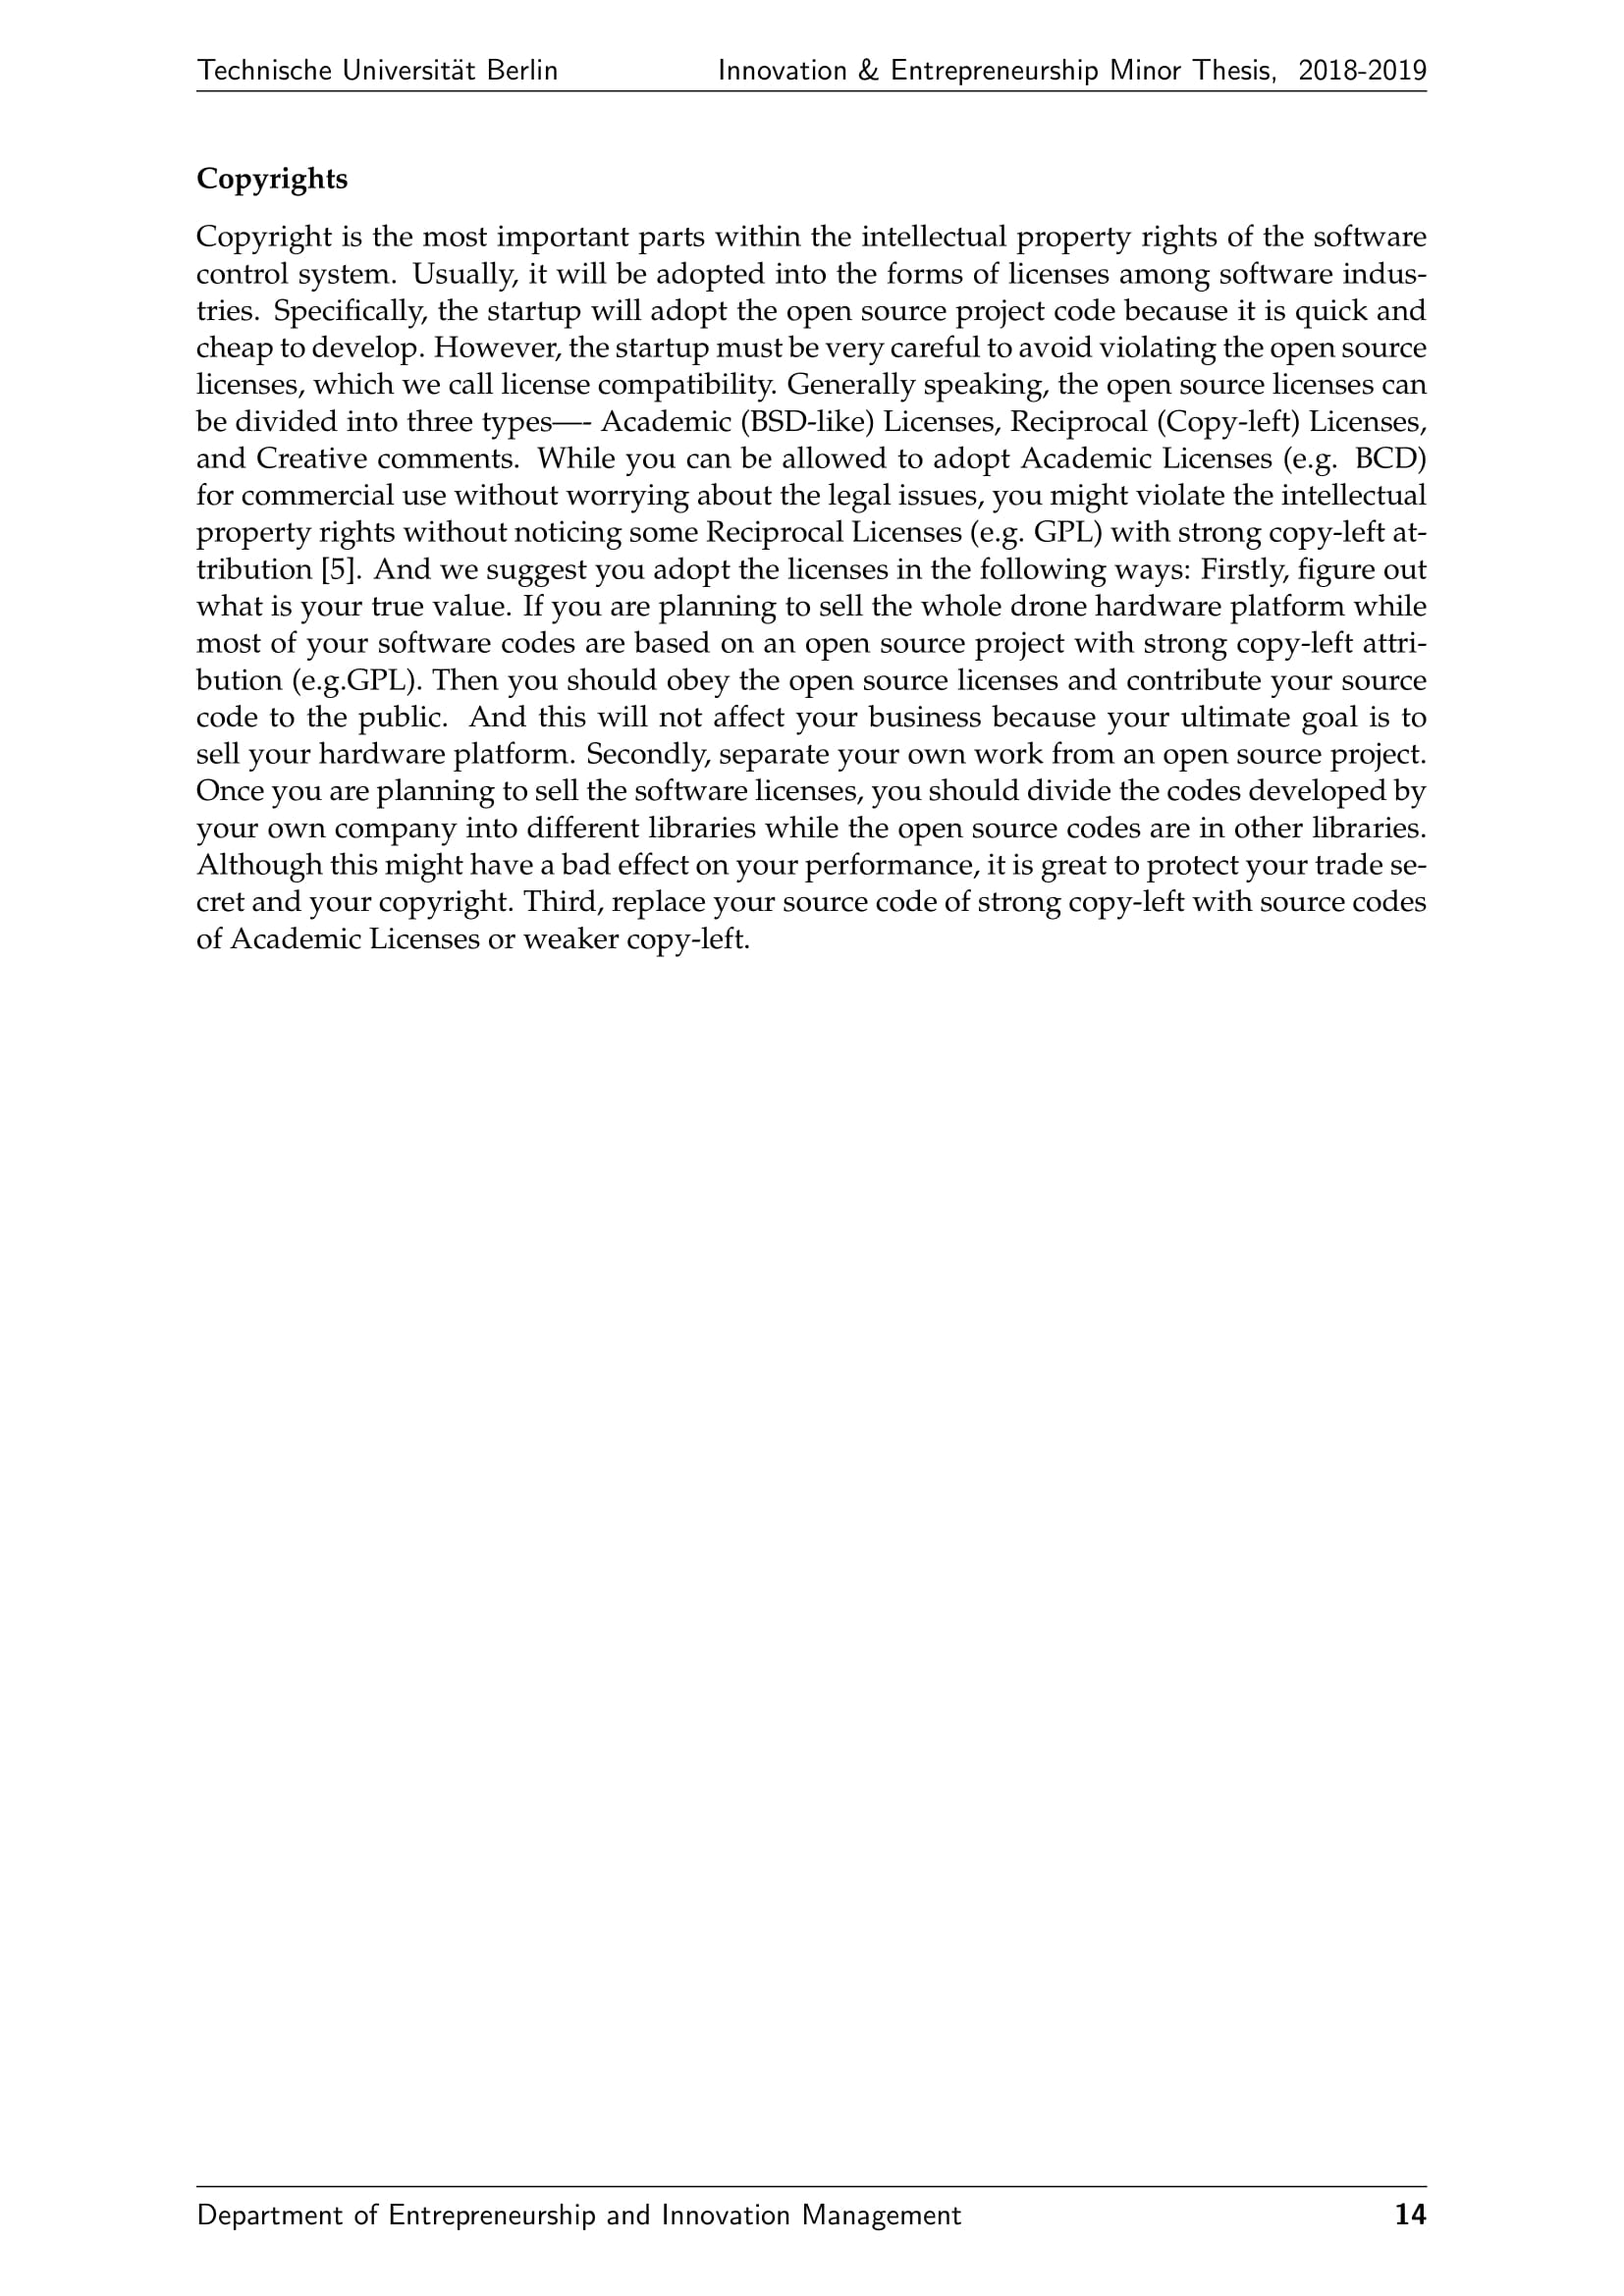 Technische Universität Berlin Innovation & Entrepreneurship Minor Thesis, 2018-2019
Copyrights
Copyright is the most important parts within the intellectual property rights of the software
control system. Usually, it will be adopted into the forms of licenses among software indus-
tries. Specifically, the startup will adopt the open source project code because it is quick and
cheap to develop. However, the startup must be very careful to avoid violating the open source
licenses, which we call license compatibility. Generally speaking, the open source licenses can
be divided into three types—- Academic (BSD-like) Licenses, Reciprocal (Copy-left) Licenses,
and Creative comments. While you can be allowed to adopt Academic Licenses (e.g. BCD)
for commercial use without worrying about the legal issues, you might violate the intellectual
property rights without noticing some Reciprocal Licenses (e.g. GPL) with strong copy-left at-
tribution [5]. And we suggest you adopt the licenses in the following ways: Firstly, figure out
what is your true value. If you are planning to sell the whole drone hardware platform while
most of your software codes are based on an open source project with strong copy-left attri-
bution (e.g.GPL). Then you should obey the open source licenses and contribute your source
code to the public. And this will not affect your business because your ultimate goal is to
sell your hardware platform. Secondly, separate your own work from an open source project.
Once you are planning to sell the software licenses, you should divide the codes developed by
your own company into different libraries while the open source codes are in other libraries.
Although this might have a bad effect on your performance, it is great to protect your trade se-
cret and your copyright. Third, replace your source code of strong copy-left with source codes
of Academic Licenses or weaker copy-left.
Department of Entrepreneurship and Innovation Management 14